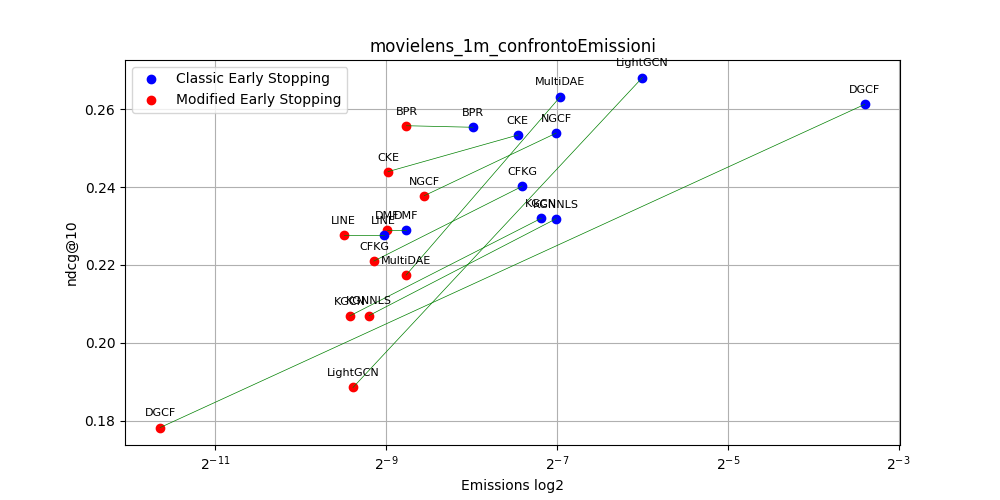 movielens_1m_confrontoEmissioni
Classic Early Stopping
Modified Early Stopping
LightGCN
MultiDAE
DGCF
BPR
BPR
CKE
NGCF
CKE
CFKG
NGCF
KGCN
KGNNLS
LINE
LINE
DMF
DMF
CFKG
MultiDAE
KGCN
KGNNLS
LightGCN
DGCF
ndcg@10
0.26
0.24
0.22
0.20
0.18
2⁻¹¹
2⁻⁹
2⁻⁷
2⁻⁵
2⁻³
Emissions log2